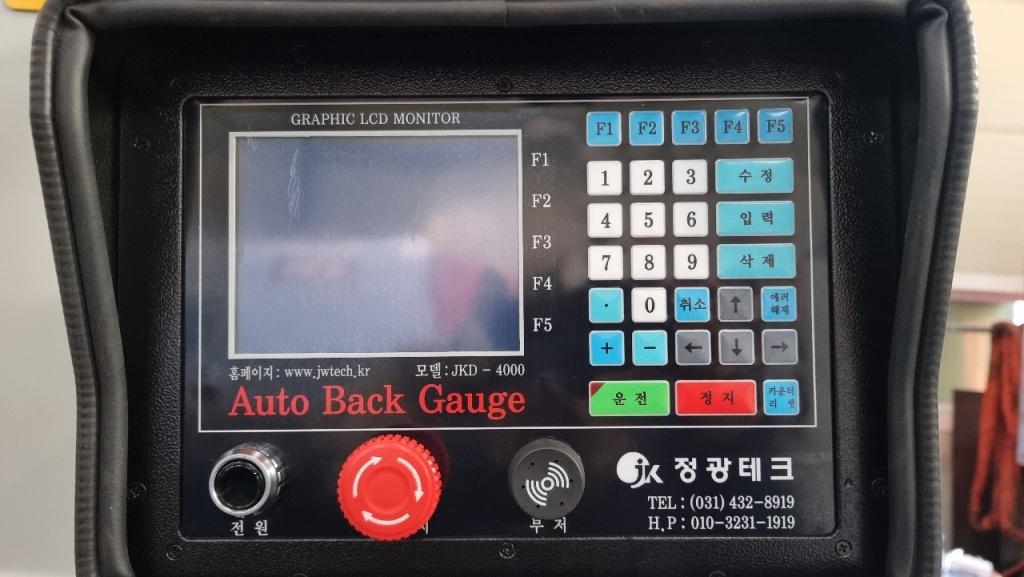 GRAPHIC LCD MONITOR
F1
F2
F3
F4
F5
F1 F2 F3 F4 F5
1 2 3 수 정
4 5 6 입 력
7 8 9 삭 제
· 0 취소 ↑ 에러 해제
+ − ← ↓ →
운 전 정 지 카운터 리 셋
홈페이지 : www.jwtech.kr 모델 : JKD - 4000
Auto Back Gauge
전 원
부 저
jk 정광테크
TEL : (031) 432-8919
H.P : 010-3231-1919